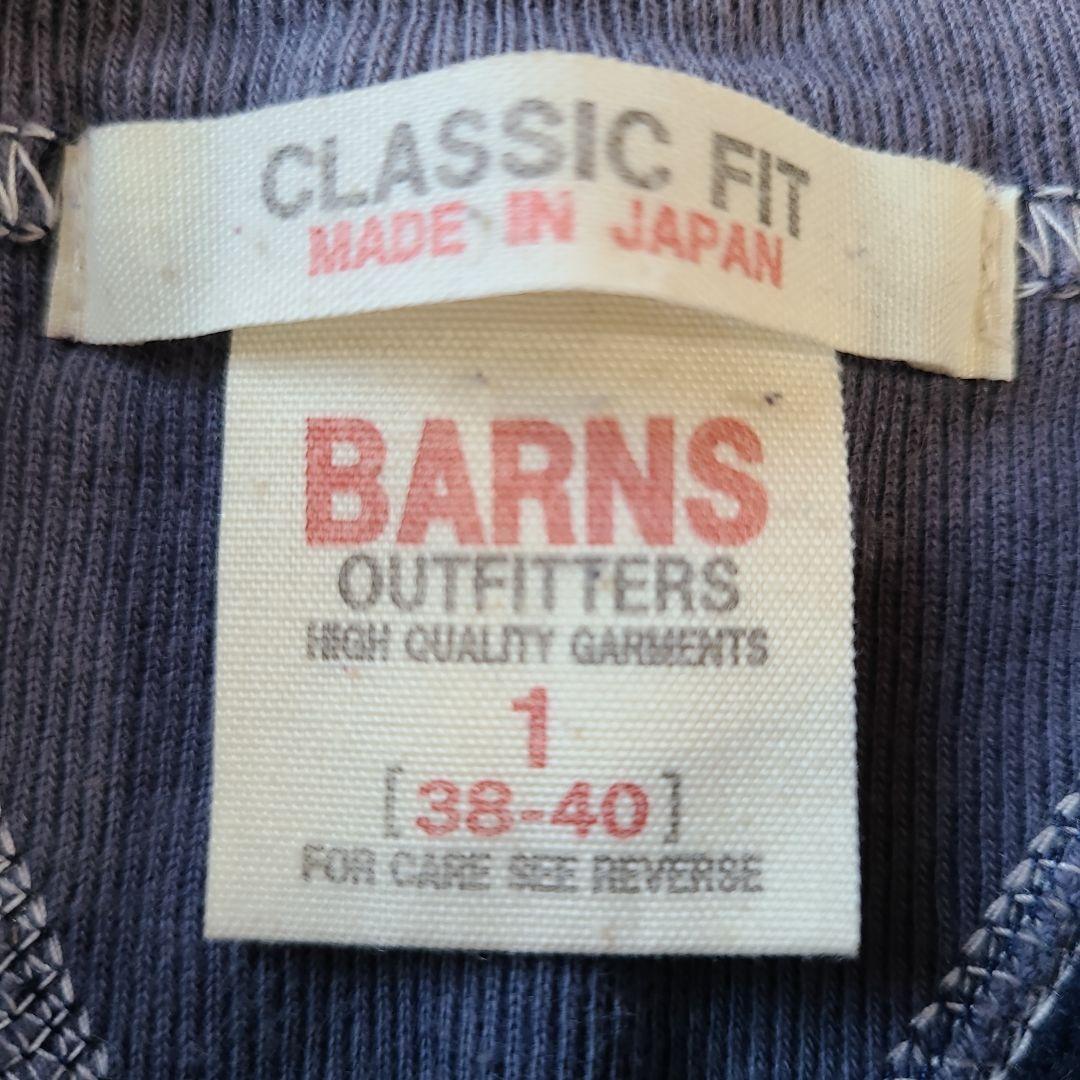 CLASSIC FIT
MADE IN JAPAN
BARNS
OUTFITTERS
HIGH QUALITY GARMENTS
1
[38-40]
FOR CARE SEE REVERSE